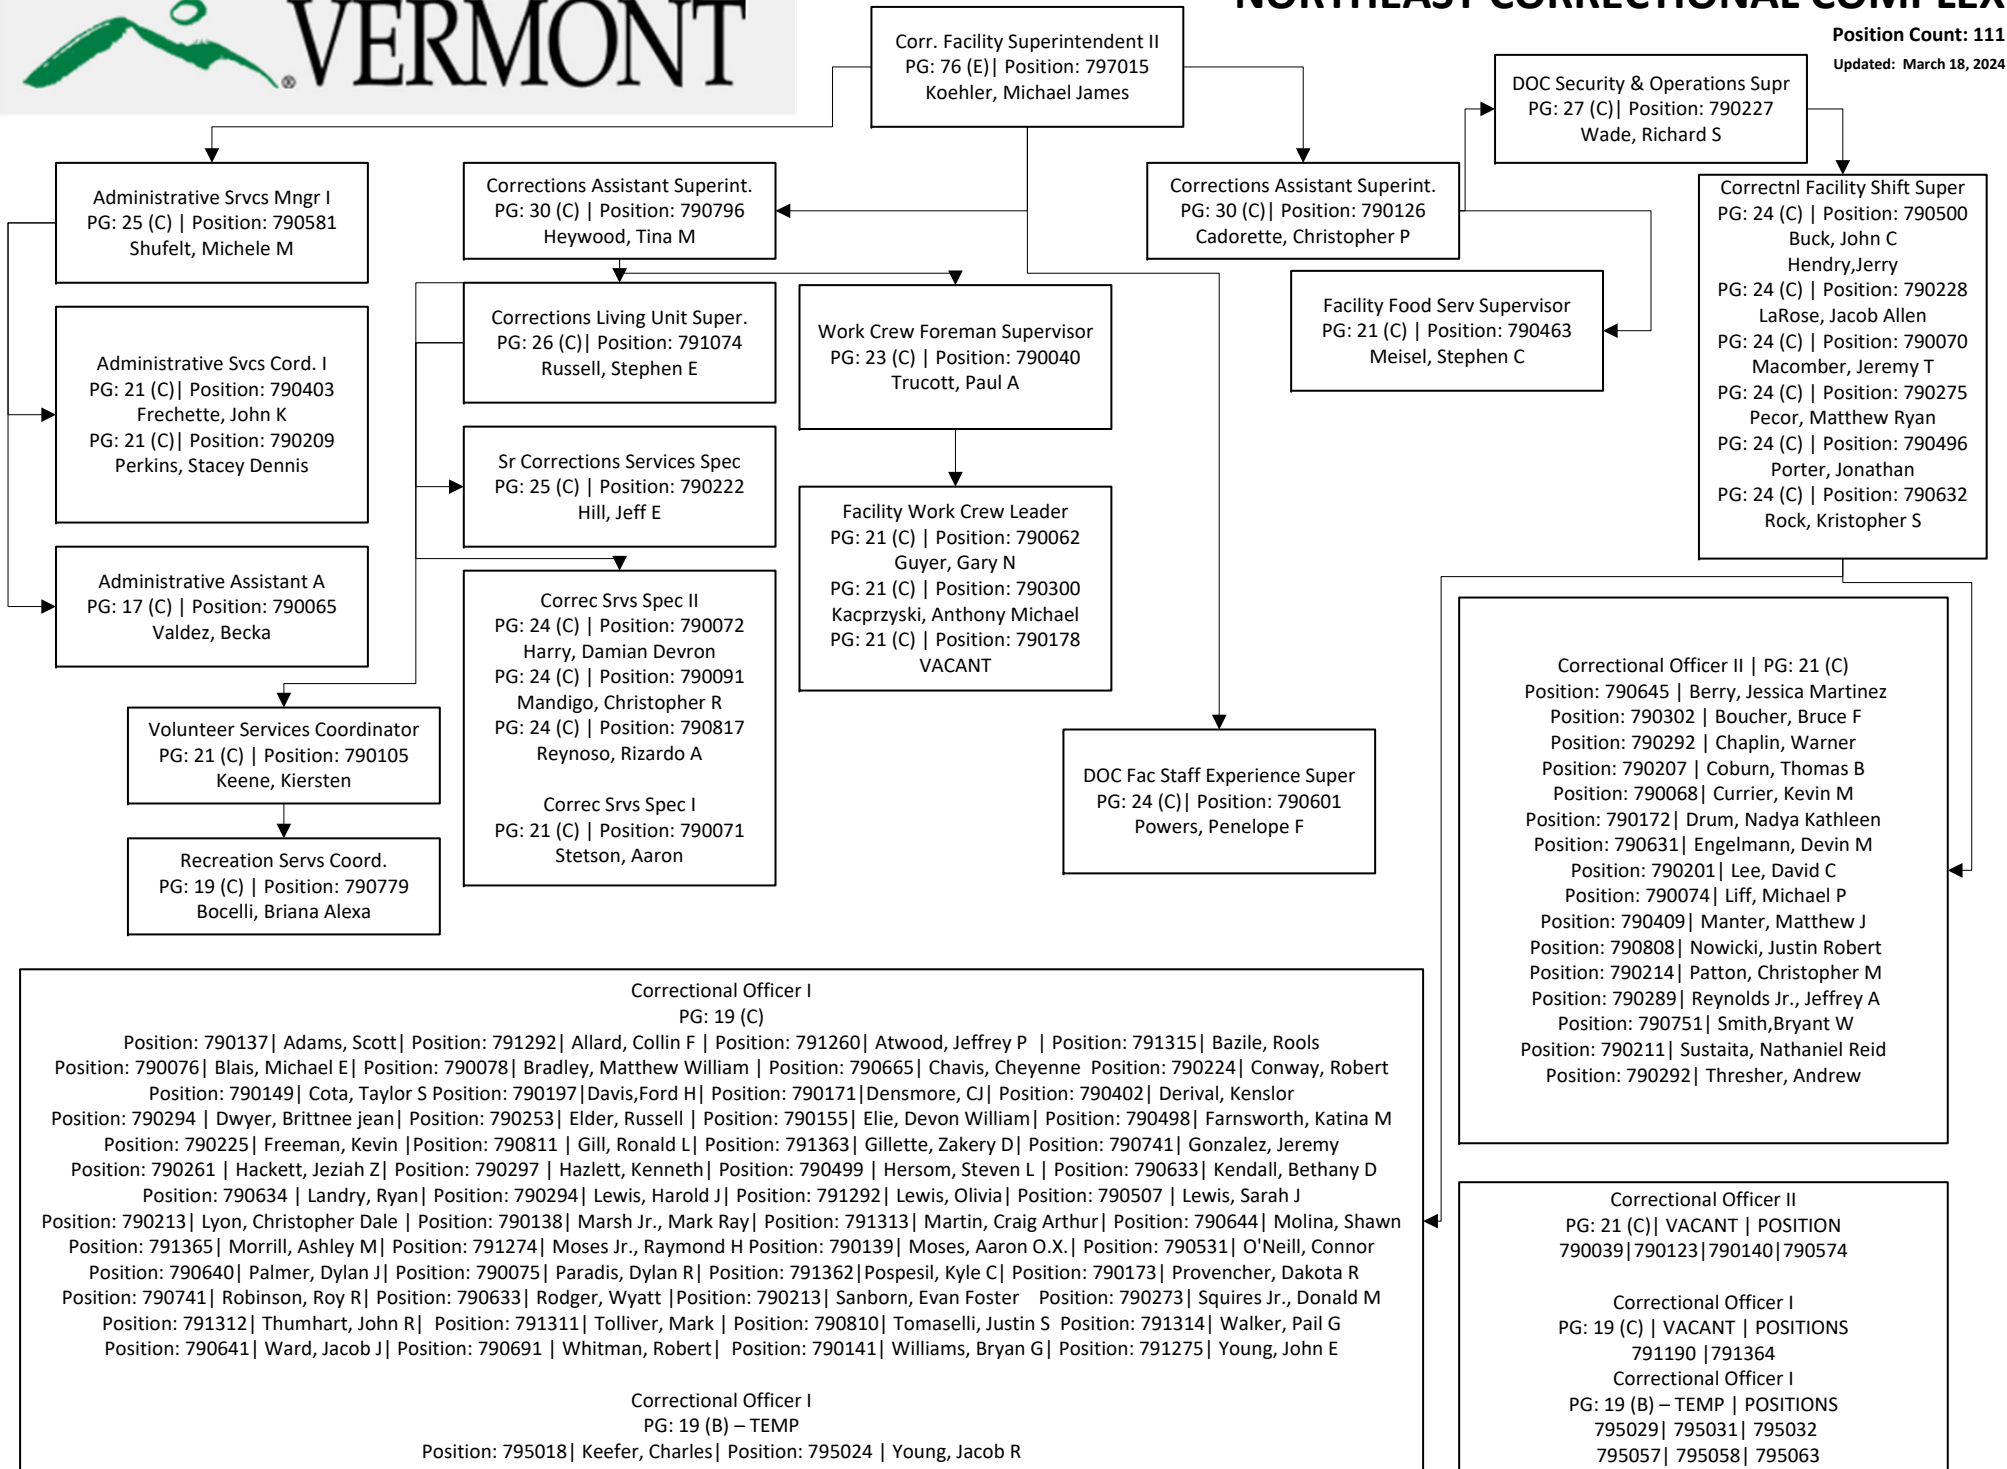 VERMONT
®
NORTHEAST CORRECTIONAL COMPLEX
Position Count: 111
Updated: March 18, 2024
Corr. Facility Superintendent II
PG: 76 (E)| Position: 797015
Koehler, Michael James
DOC Security & Operations Supr
PG: 27 (C)| Position: 790227
Wade, Richard S
Administrative Srvcs Mngr I
PG: 25 (C) | Position: 790581
Shufelt, Michele M
Corrections Assistant Superint.
PG: 30 (C) | Position: 790796
Heywood, Tina M
Corrections Assistant Superint.
PG: 30 (C)| Position: 790126
Cadorette, Christopher P
Correctnl Facility Shift Super
PG: 24 (C) | Position: 790500
Buck, John C
Hendry,Jerry
PG: 24 (C) | Position: 790228
LaRose, Jacob Allen
PG: 24 (C) | Position: 790070
Macomber, Jeremy T
PG: 24 (C) | Position: 790275
Pecor, Matthew Ryan
PG: 24 (C) | Position: 790496
Porter, Jonathan
PG: 24 (C) | Position: 790632
Rock, Kristopher S
Administrative Svcs Cord. I
PG: 21 (C)| Position: 790403
Frechette, John K
PG: 21 (C)| Position: 790209
Perkins, Stacey Dennis
Corrections Living Unit Super.
PG: 26 (C)| Position: 791074
Russell, Stephen E
Work Crew Foreman Supervisor
PG: 23 (C) | Position: 790040
Trucott, Paul A
Facility Food Serv Supervisor
PG: 21 (C) | Position: 790463
Meisel, Stephen C
Sr Corrections Services Spec
PG: 25 (C) | Position: 790222
Hill, Jeff E
Facility Work Crew Leader
PG: 21 (C) | Position: 790062
Guyer, Gary N
PG: 21 (C) | Position: 790300
Kacprzyski, Anthony Michael
PG: 21 (C) | Position: 790178
VACANT
Administrative Assistant A
PG: 17 (C) | Position: 790065
Valdez, Becka
Correc Srvs Spec II
PG: 24 (C) | Position: 790072
Harry, Damian Devron
PG: 24 (C) | Position: 790091
Mandigo, Christopher R
PG: 24 (C) | Position: 790817
Reynoso, Rizardo A
Correc Srvs Spec I
PG: 21 (C) | Position: 790071
Stetson, Aaron
Volunteer Services Coordinator
PG: 21 (C) | Position: 790105
Keene, Kiersten
Recreation Servs Coord.
PG: 19 (C) | Position: 790779
Bocelli, Briana Alexa
DOC Fac Staff Experience Super
PG: 24 (C)| Position: 790601
Powers, Penelope F
Correctional Officer II | PG: 21 (C)
Position: 790645 | Berry, Jessica Martinez
Position: 790302 | Boucher, Bruce F
Position: 790292 | Chaplin, Warner
Position: 790207 | Coburn, Thomas B
Position: 790068| Currier, Kevin M
Position: 790172| Drum, Nadya Kathleen
Position: 790631| Engelmann, Devin M
Position: 790201| Lee, David C
Position: 790074| Liff, Michael P
Position: 790409| Manter, Matthew J
Position: 790808| Nowicki, Justin Robert
Position: 790214| Patton, Christopher M
Position: 790289| Reynolds Jr., Jeffrey A
Position: 790751| Smith,Bryant W
Position: 790211| Sustaita, Nathaniel Reid
Position: 790292| Thresher, Andrew
Correctional Officer I
PG: 19 (C)
Position: 790137| Adams, Scott| Position: 791292| Allard, Collin F | Position: 791260| Atwood, Jeffrey P | Position: 791315| Bazile, Rools
Position: 790076| Blais, Michael E| Position: 790078| Bradley, Matthew William | Position: 790665| Chavis, Cheyenne Position: 790224| Conway, Robert
Position: 790149| Cota, Taylor S Position: 790197|Davis,Ford H| Position: 790171|Densmore, CJ| Position: 790402| Derival, Kenslor
Position: 790294 | Dwyer, Brittnee jean| Position: 790253| Elder, Russell | Position: 790155| Elie, Devon William| Position: 790498| Farnsworth, Katina M
Position: 790225| Freeman, Kevin |Position: 790811 | Gill, Ronald L| Position: 791363| Gillette, Zakery D| Position: 790741| Gonzalez, Jeremy
Position: 790261 | Hackett, Jeziah Z| Position: 790297 | Hazlett, Kenneth| Position: 790499 | Hersom, Steven L | Position: 790633| Kendall, Bethany D
Position: 790634 | Landry, Ryan| Position: 790294| Lewis, Harold J| Position: 791292| Lewis, Olivia| Position: 790507 | Lewis, Sarah J
Position: 790213| Lyon, Christopher Dale | Position: 790138| Marsh Jr., Mark Ray| Position: 791313| Martin, Craig Arthur| Position: 790644| Molina, Shawn
Position: 791365| Morrill, Ashley M| Position: 791274| Moses Jr., Raymond H Position: 790139| Moses, Aaron O.X.| Position: 790531| O'Neill, Connor
Position: 790640| Palmer, Dylan J| Position: 790075| Paradis, Dylan R| Position: 791362|Pospesil, Kyle C| Position: 790173| Provencher, Dakota R
Position: 790741| Robinson, Roy R| Position: 790633| Rodger, Wyatt |Position: 790213| Sanborn, Evan Foster Position: 790273| Squires Jr., Donald M
Position: 791312| Thumhart, John R| Position: 791311| Tolliver, Mark | Position: 790810| Tomaselli, Justin S Position: 791314| Walker, Pail G
Position: 790641| Ward, Jacob J| Position: 790691 | Whitman, Robert| Position: 790141| Williams, Bryan G| Position: 791275| Young, John E
Correctional Officer I
PG: 19 (B) – TEMP
Position: 795018| Keefer, Charles| Position: 795024 | Young, Jacob R
Correctional Officer II
PG: 21 (C)| VACANT | POSITION
790039|790123|790140|790574
Correctional Officer I
PG: 19 (C) | VACANT | POSITIONS
791190 |791364
Correctional Officer I
PG: 19 (B) – TEMP | POSITIONS
795029| 795031| 795032
795057| 795058| 795063